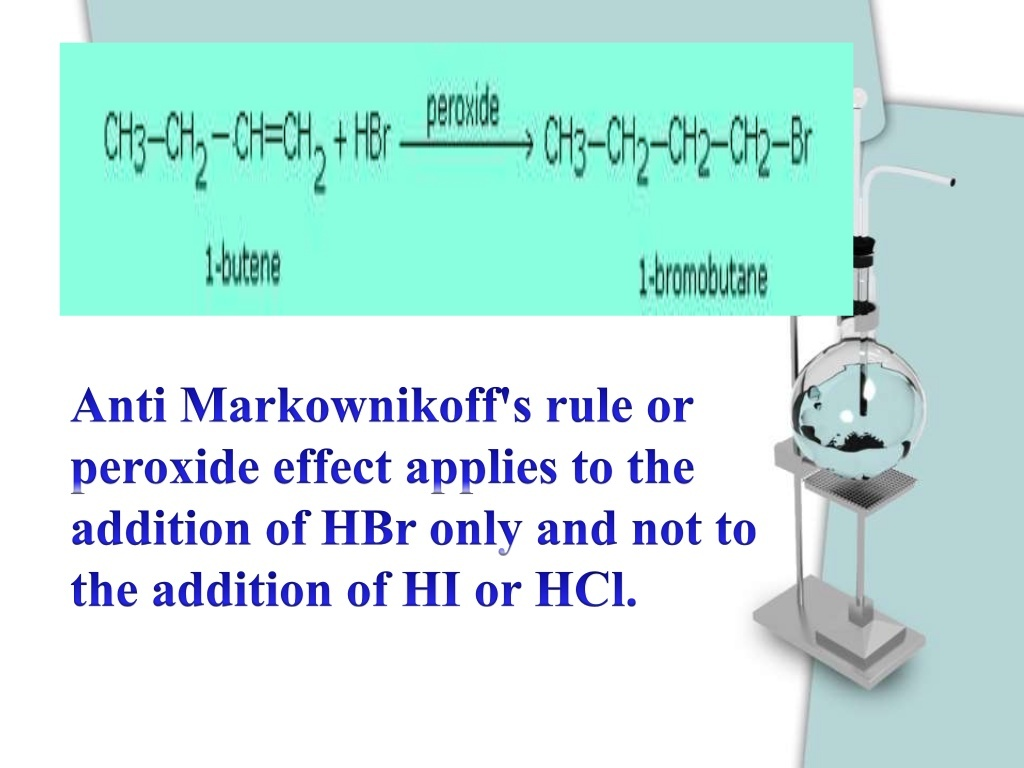 peroxide
CH3–CH₂–CH=CH₂ + HBr ⟶ CH3–CH₂–CH₂–CH₂–Br
1-butene 1-bromobutane
Anti Markownikoff's rule or
peroxide effect applies to the
addition of HBr only and not to
the addition of HI or HCl.